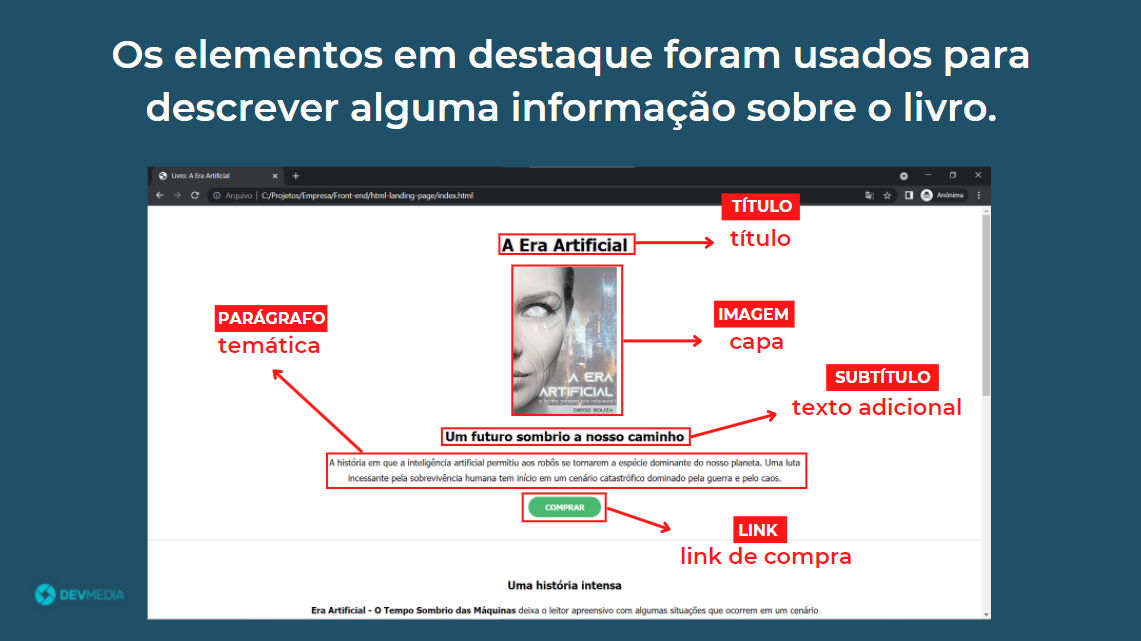 Os elementos em destaque foram usados para
descrever alguma informação sobre o livro.
Livro: A Era Artificial
Arquivo | C:/Projetos/Empresa/Front-end/html-landing-page/index.html
Anônima
TÍTULO
título
A Era Artificial
PARÁGRAFO
temática
IMAGEM
capa
A ERA
ARTIFICIAL
O TEMPO SOMBRIO DAS MÁQUINAS
DIEGO SOUZA
SUBTÍTULO
texto adicional
Um futuro sombrio a nosso caminho
A história em que a inteligência artificial permitiu aos robôs se tornarem a espécie dominante do nosso planeta. Uma luta
incessante pela sobrevivência humana tem início em um cenário catastrófico dominado pela guerra e pelo caos.
COMPRAR
LINK
link de compra
Uma história intensa
DEVMEDIA
Era Artificial - O Tempo Sombrio das Máquinas deixa o leitor apreensivo com algumas situações que ocorrem em um cenário